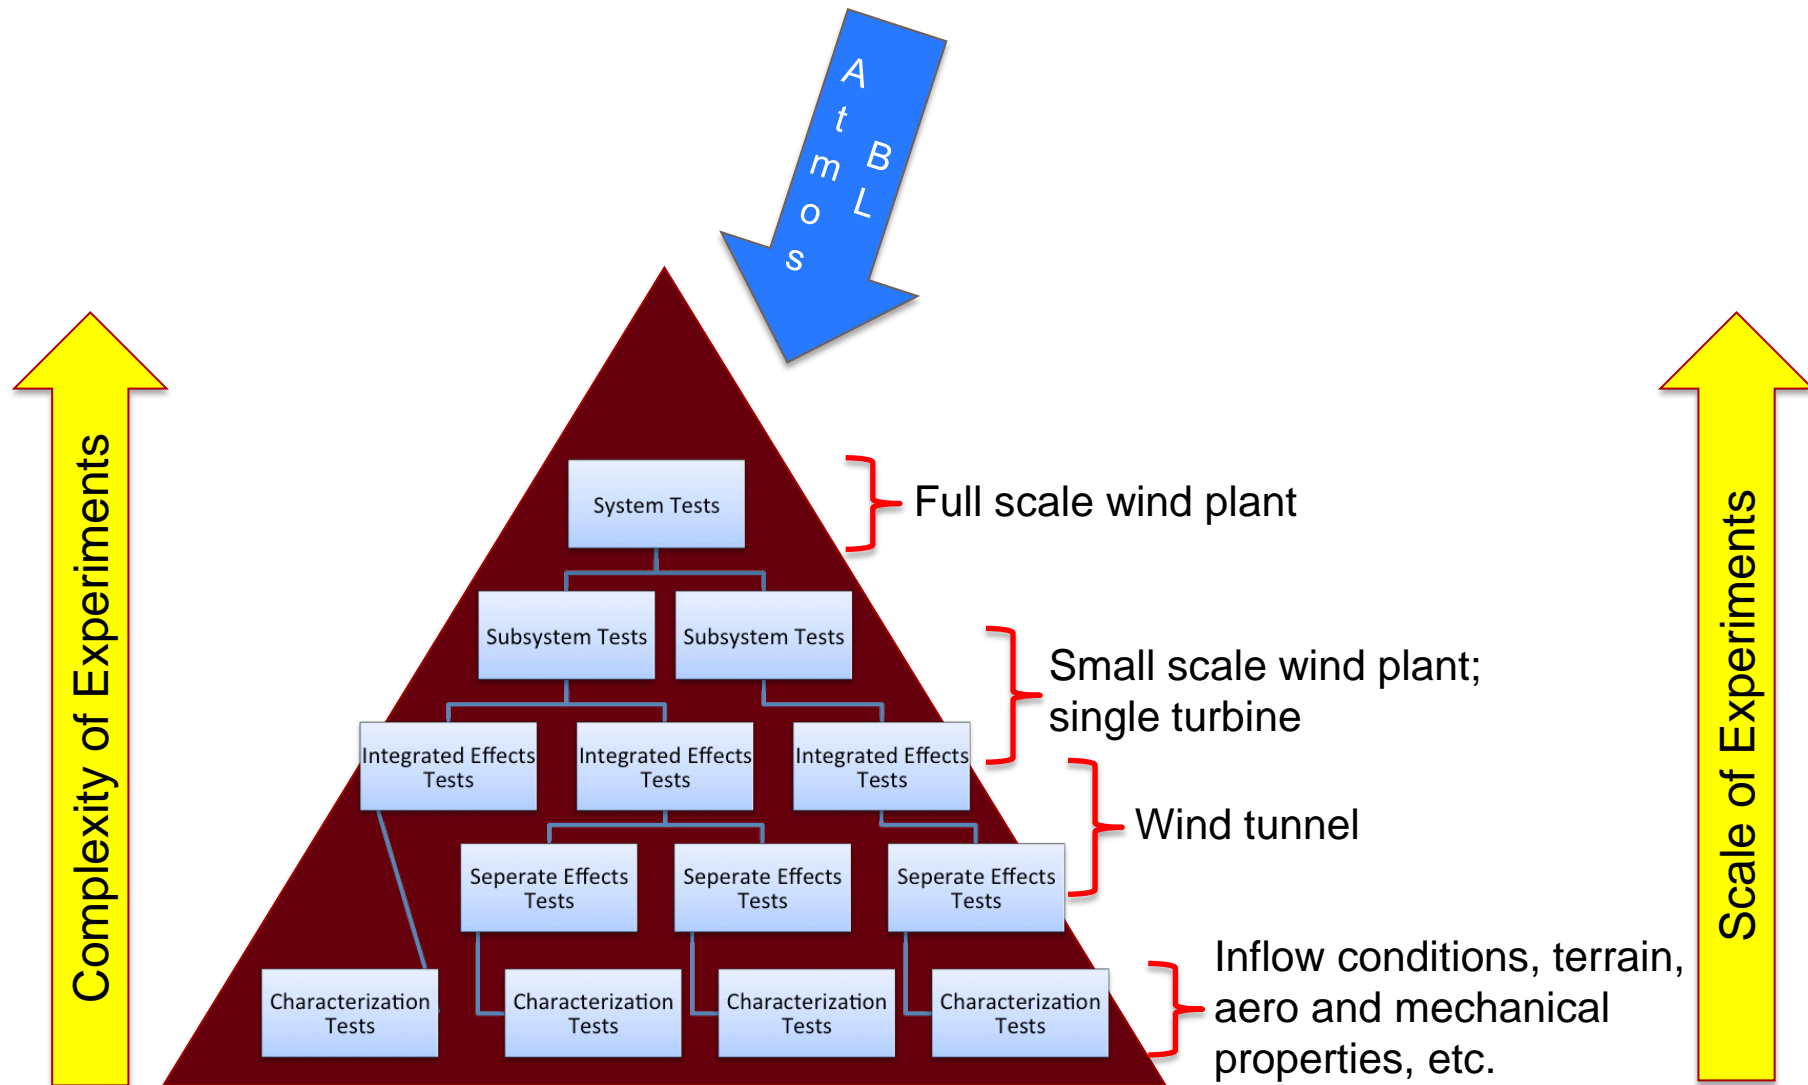 Atmos
BL
Complexity of Experiments
Scale of Experiments
System Tests
Full scale wind plant
Subsystem Tests
Subsystem Tests
Small scale wind plant;
single turbine
Integrated Effects
Tests
Integrated Effects
Tests
Integrated Effects
Tests
Wind tunnel
Seperate Effects
Tests
Seperate Effects
Tests
Seperate Effects
Tests
Characterization
Tests
Characterization
Tests
Characterization
Tests
Characterization
Tests
Inflow conditions, terrain,
aero and mechanical
properties, etc.